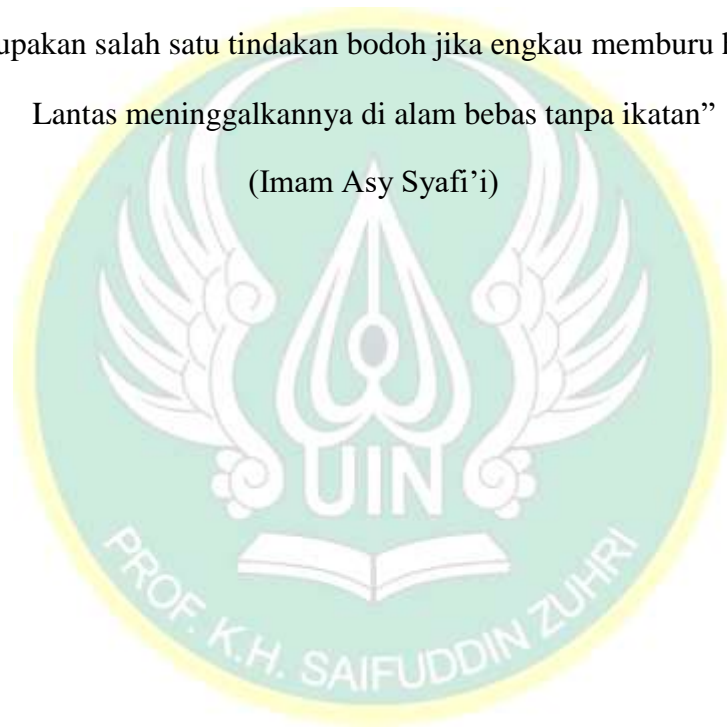 salah satu tindakan bodoh jika engkau memburu
Lantas meninggalkannya di alam bebas tanpa ikatan”
(Imam Asy Syafi’i)
UIN
PROF. K.H. SAIFUDDIN ZUHRI